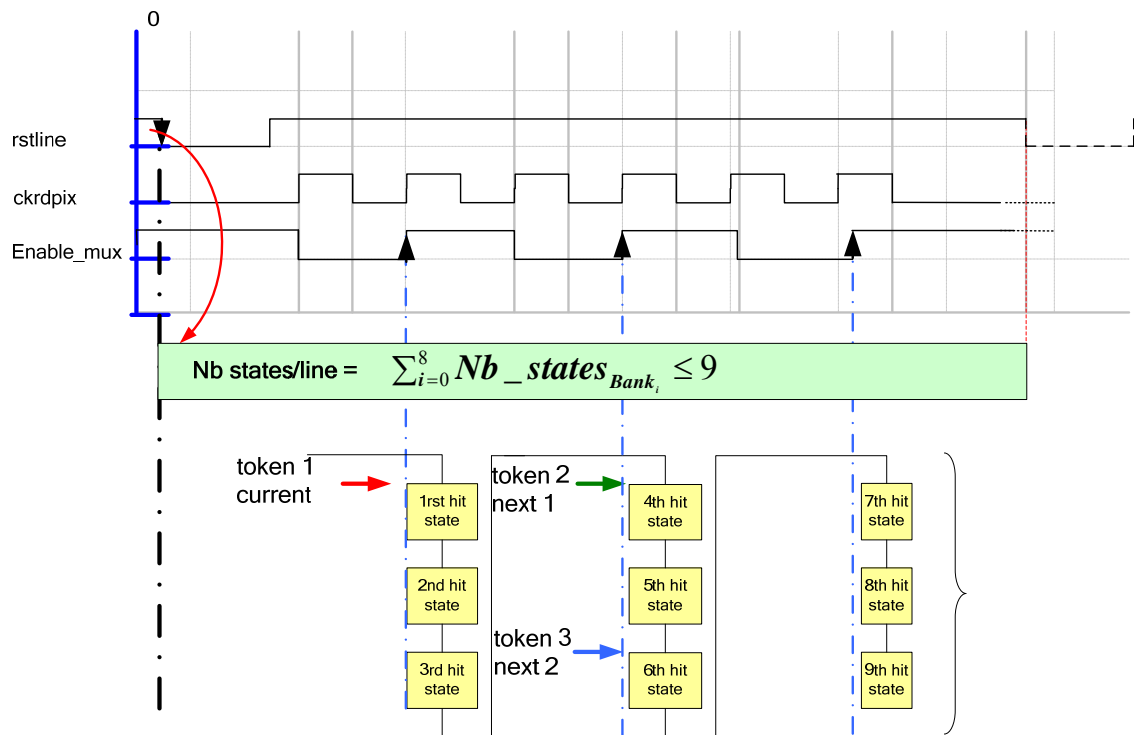 0
rstline
ckrdpix
Enable_mux
Nb states/line = ∑_{i=0}^{8} Nb_states_{Bank_i} ≤ 9
token 1
current
1rst hit
state
2nd hit
state
3rd hit
state
token 2
next 1
token 3
next 2
4th hit
state
5th hit
state
6th hit
state
7th hit
state
8th hit
state
9th hit
state